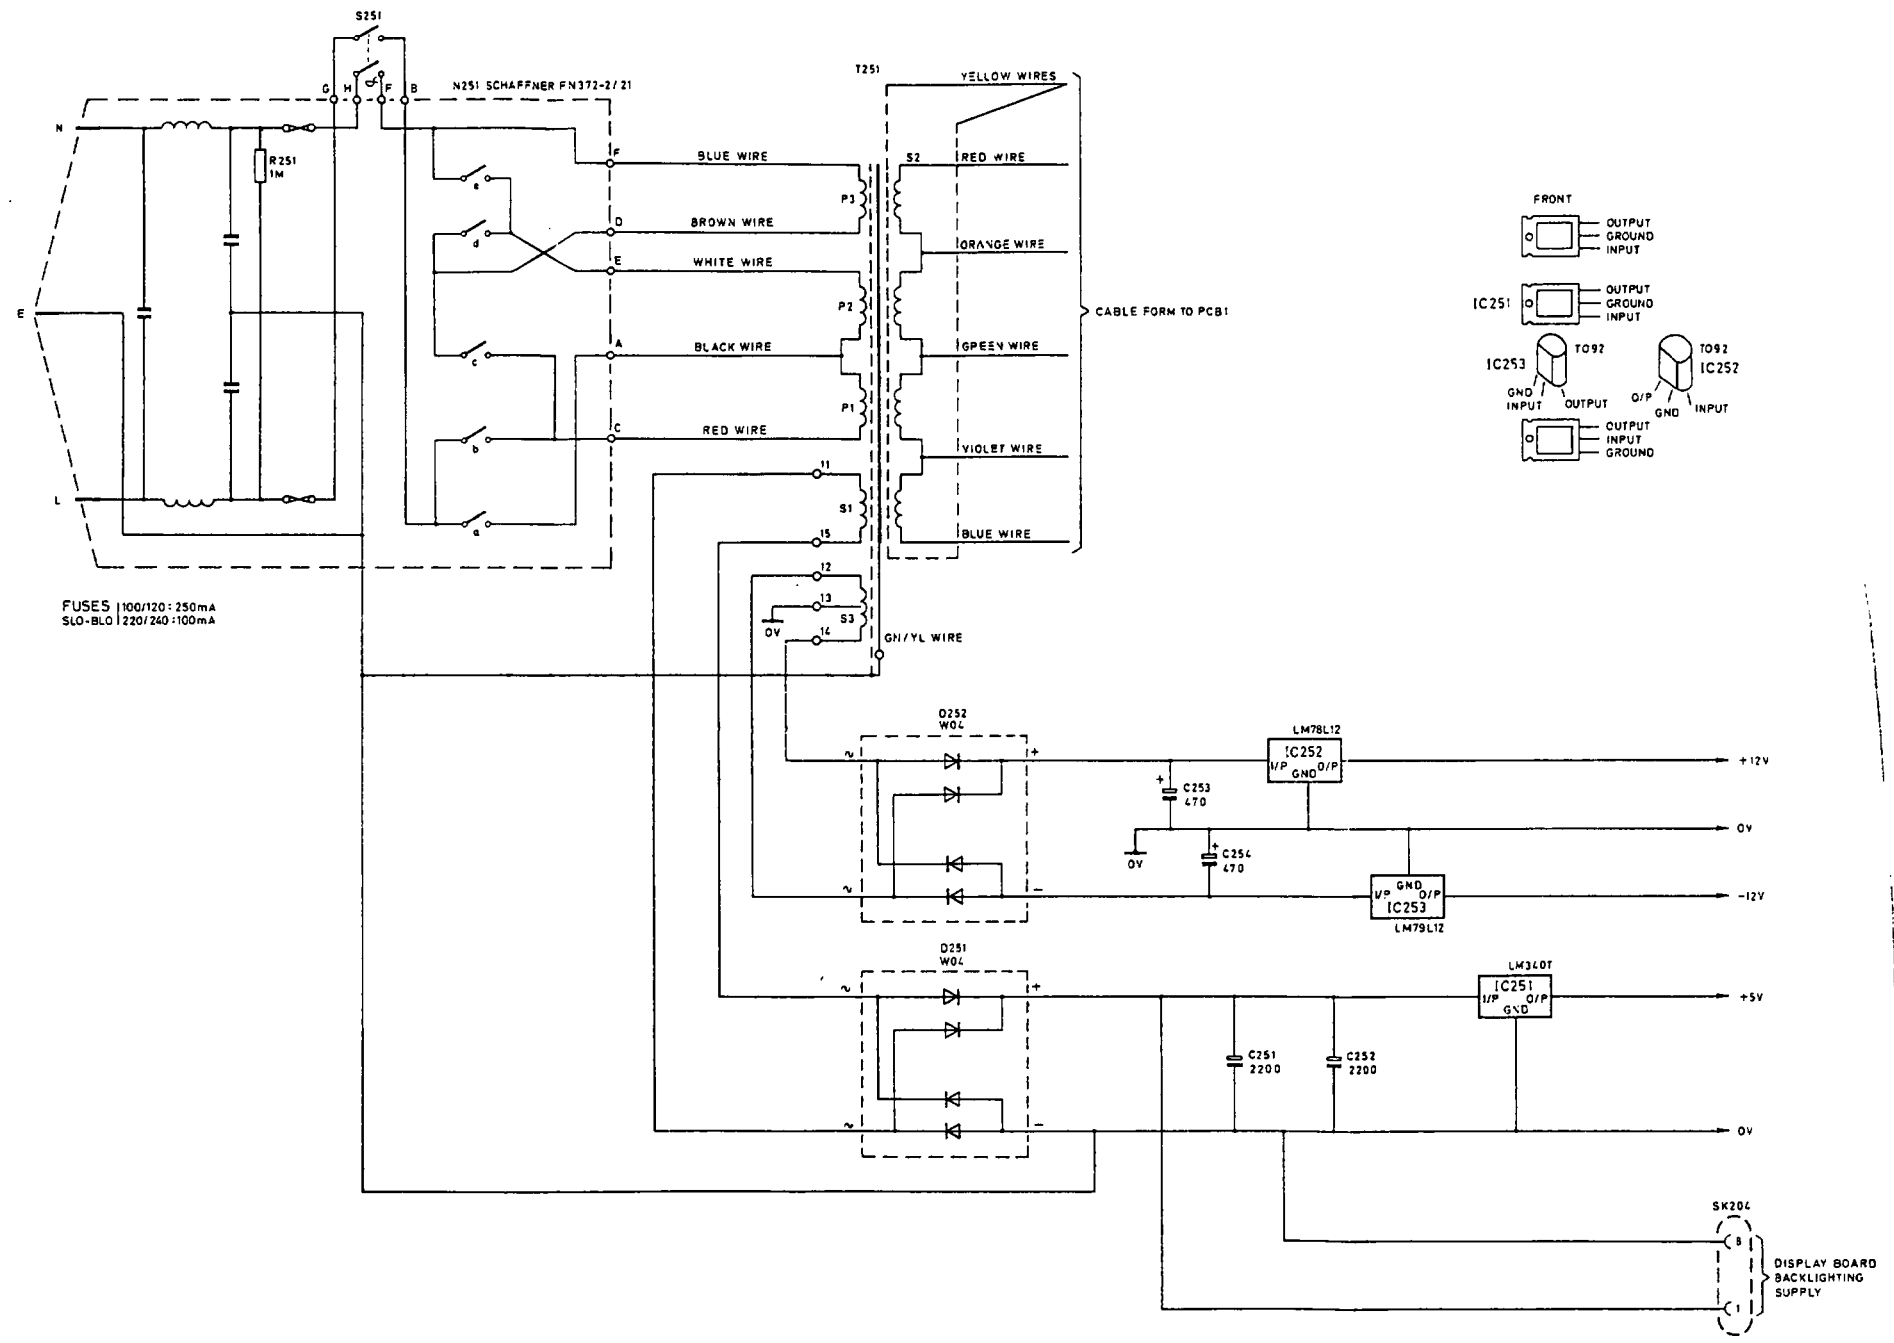 S251
G H F B
N251 SCHAFFNER FN372-2/21
N
R251
1M
E
L
e
d
c
b
a
F
D
E
A
C
FUSES
SLO-BLO
100/120: 250mA
220/240:100mA
BLUE WIRE
BROWN WIRE
WHITE WIRE
BLACK WIRE
RED WIRE
T251
P3
P2
P1
S1
S3
S2
11
15
12
13
14
0V
GN/YL WIRE
YELLOW WIRES
RED WIRE
ORANGE WIRE
GREEN WIRE
VIOLET WIRE
BLUE WIRE
CABLE FORM TO PCB1
FRONT
OUTPUT
GROUND
INPUT
IC251
OUTPUT
GROUND
INPUT
IC253
TO92
GND
INPUT
OUTPUT
TO92
IC252
O/P
GND
INPUT
OUTPUT
INPUT
GROUND
D252
W04
~
~
+
-
+
C253
470
+
C254
470
0V
LM78L12
IC252
I/P O/P
GND
+12V
0V
GND
I/P O/P
IC253
LM79L12
-12V
D251
W04
~
~
+
-
C251
2200
C252
2200
LM340T
IC251
I/P O/P
GND
+5V
0V
SK204
8
1
DISPLAY BOARD
BACKLIGHTING
SUPPLY